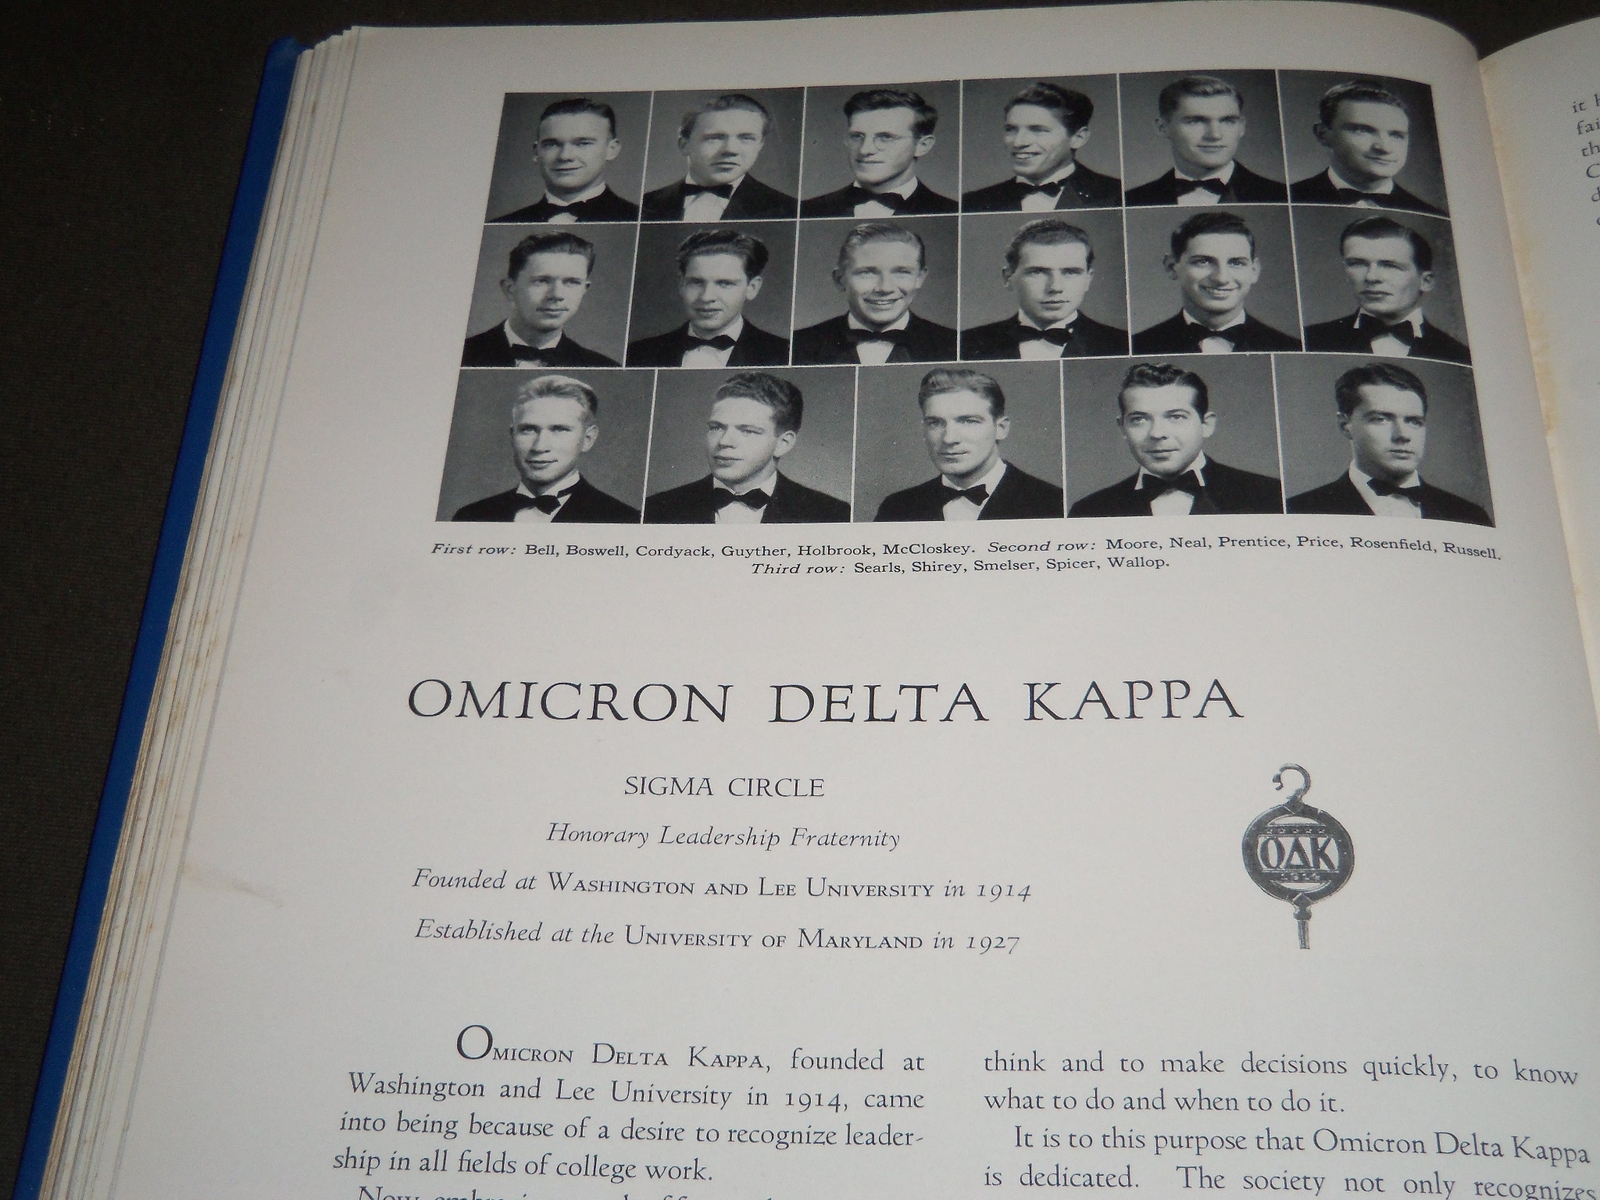 First row: Bell, Boswell, Cordyack, Guyther, Holbrook, McCloskey. Second row: Moore, Neal, Prentice, Price, Rosenfield, Russell.
Third row: Searls, Shirey, Smelser, Spicer, Wallop.
OMICRON DELTA KAPPA
SIGMA CIRCLE
Honorary Leadership Fraternity
Founded at WASHINGTON AND LEE UNIVERSITY in 1914
Established at the UNIVERSITY OF MARYLAND in 1927
ΟΔΚ
1914
OMICRON DELTA KAPPA, founded at
Washington and Lee University in 1914, came
into being because of a desire to recognize leader-
ship in all fields of college work.
Now
think and to make decisions quickly, to know
what to do and when to do it.
It is to this purpose that Omicron Delta Kappa
is dedicated. The society not only recognizes
it